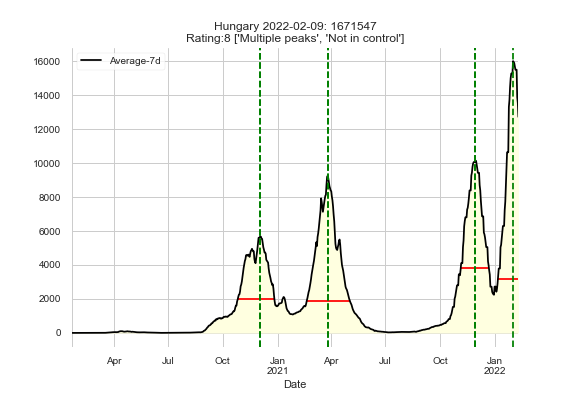 Hungary 2022-02-09: 1671547
Rating:8 ['Multiple peaks', 'Not in control']
Average-7d
16000
14000
12000
10000
8000
6000
4000
2000
0
Apr Jul Oct Jan Apr Jul Oct Jan
2021 2022
Date